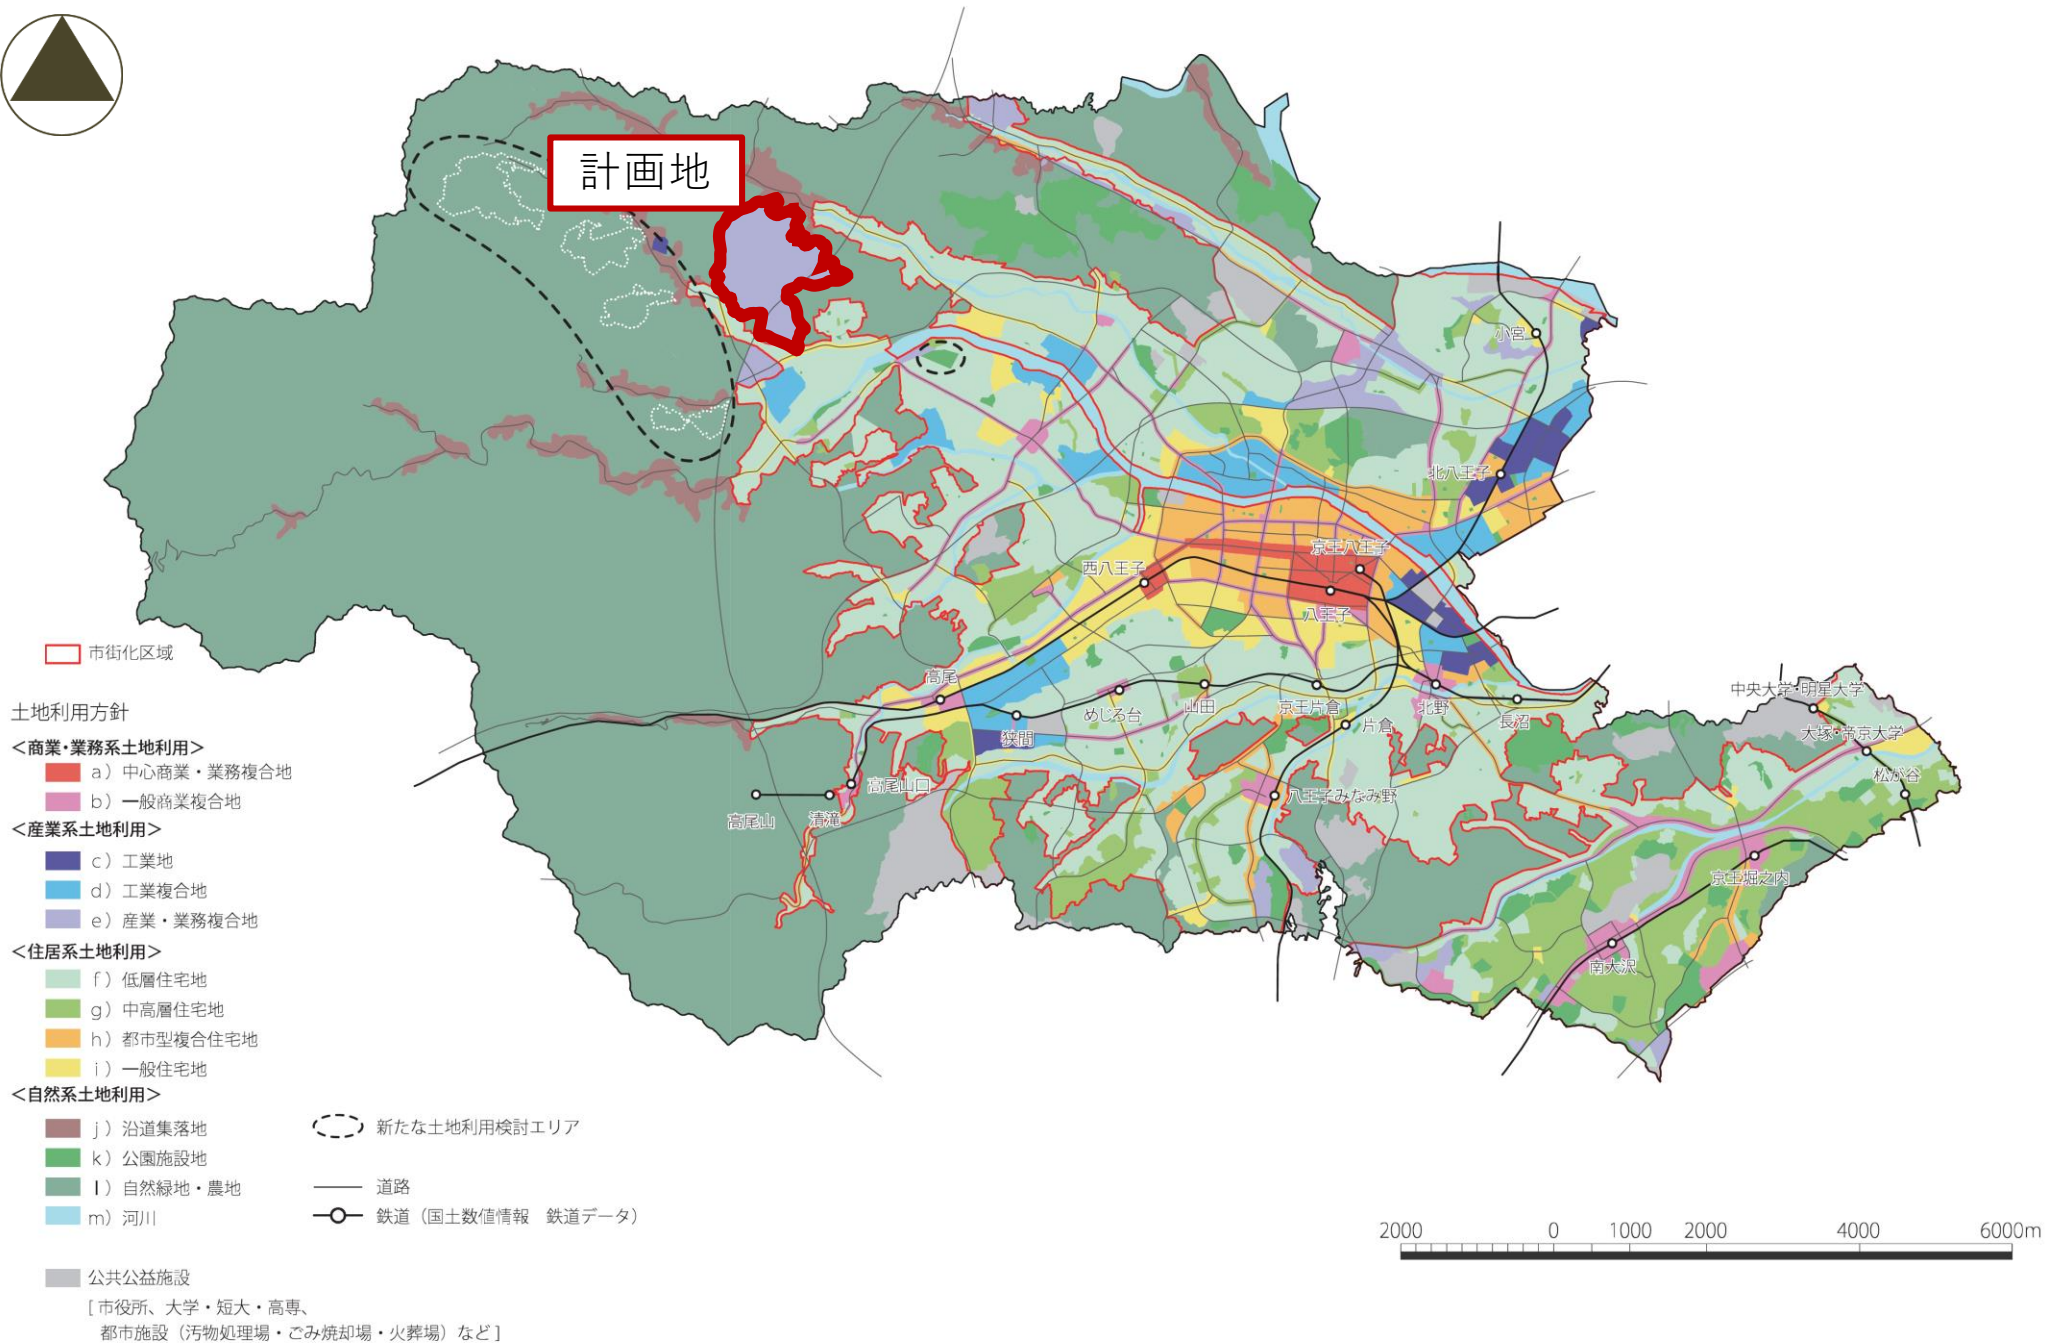 計画地
小宮
北八王子
京王八王子
西八王子
八王子
高尾
めじろ台
山田
京王片倉
北野
長沼
狭間
片倉
中央大学・明星大学
大塚・帝京大学
松が谷
高尾山口
八王子みなみ野
高尾山
清滝
京王堀之内
南大沢
市街化区域
土地利用方針
<商業・業務系土地利用>
a）中心商業・業務複合地
b）一般商業複合地
<産業系土地利用>
c）工業地
d）工業複合地
e）産業・業務複合地
<住居系土地利用>
f）低層住宅地
g）中高層住宅地
h）都市型複合住宅地
i）一般住宅地
<自然系土地利用>
j）沿道集落地
k）公園施設地
l）自然緑地・農地
m）河川
新たな土地利用検討エリア
道路
鉄道（国土数値情報　鉄道データ）
公共公益施設
[ 市役所、大学・短大・高専、
都市施設（汚物処理場・ごみ焼却場・火葬場）など ]
2000 0 1000 2000 4000 6000m